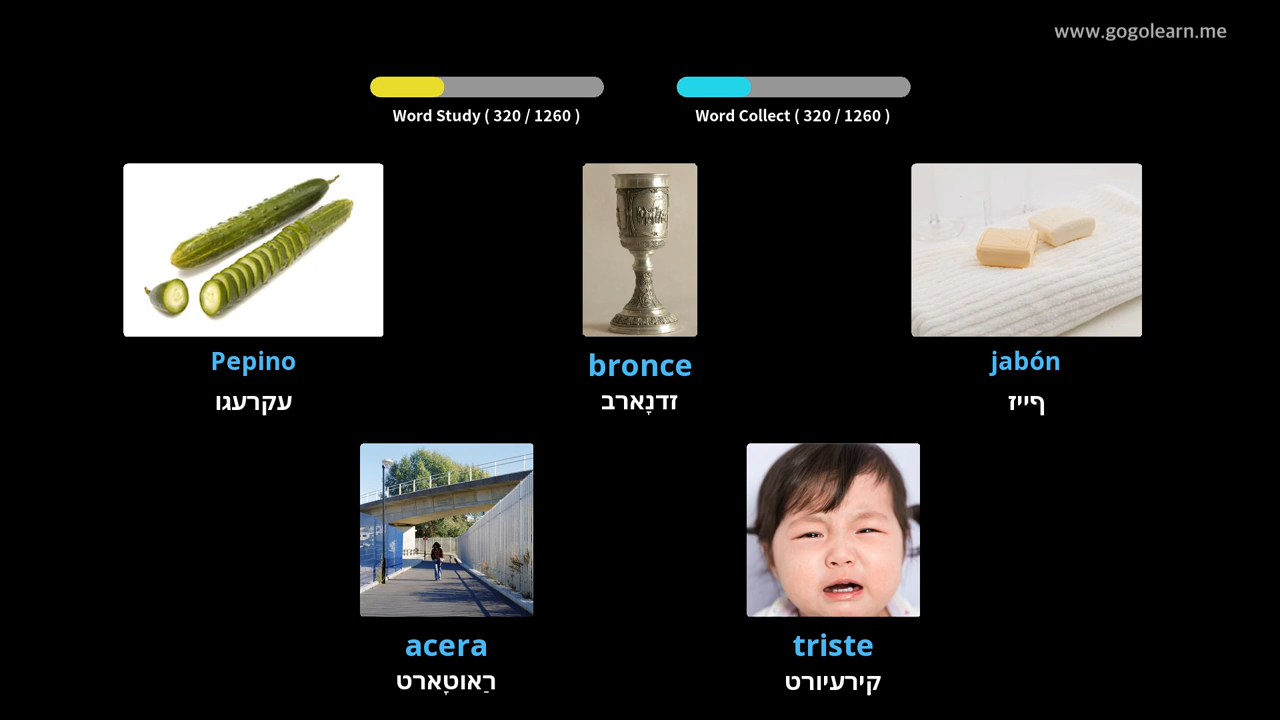 www.gogolearn.me
Word Study ( 320 / 1260 )
Word Collect ( 320 / 1260 )
Pepino
עקרעגו
bronce
זדנָארב
jabón
ףייז
acera
רַאוטָארט
triste
קירעיורט